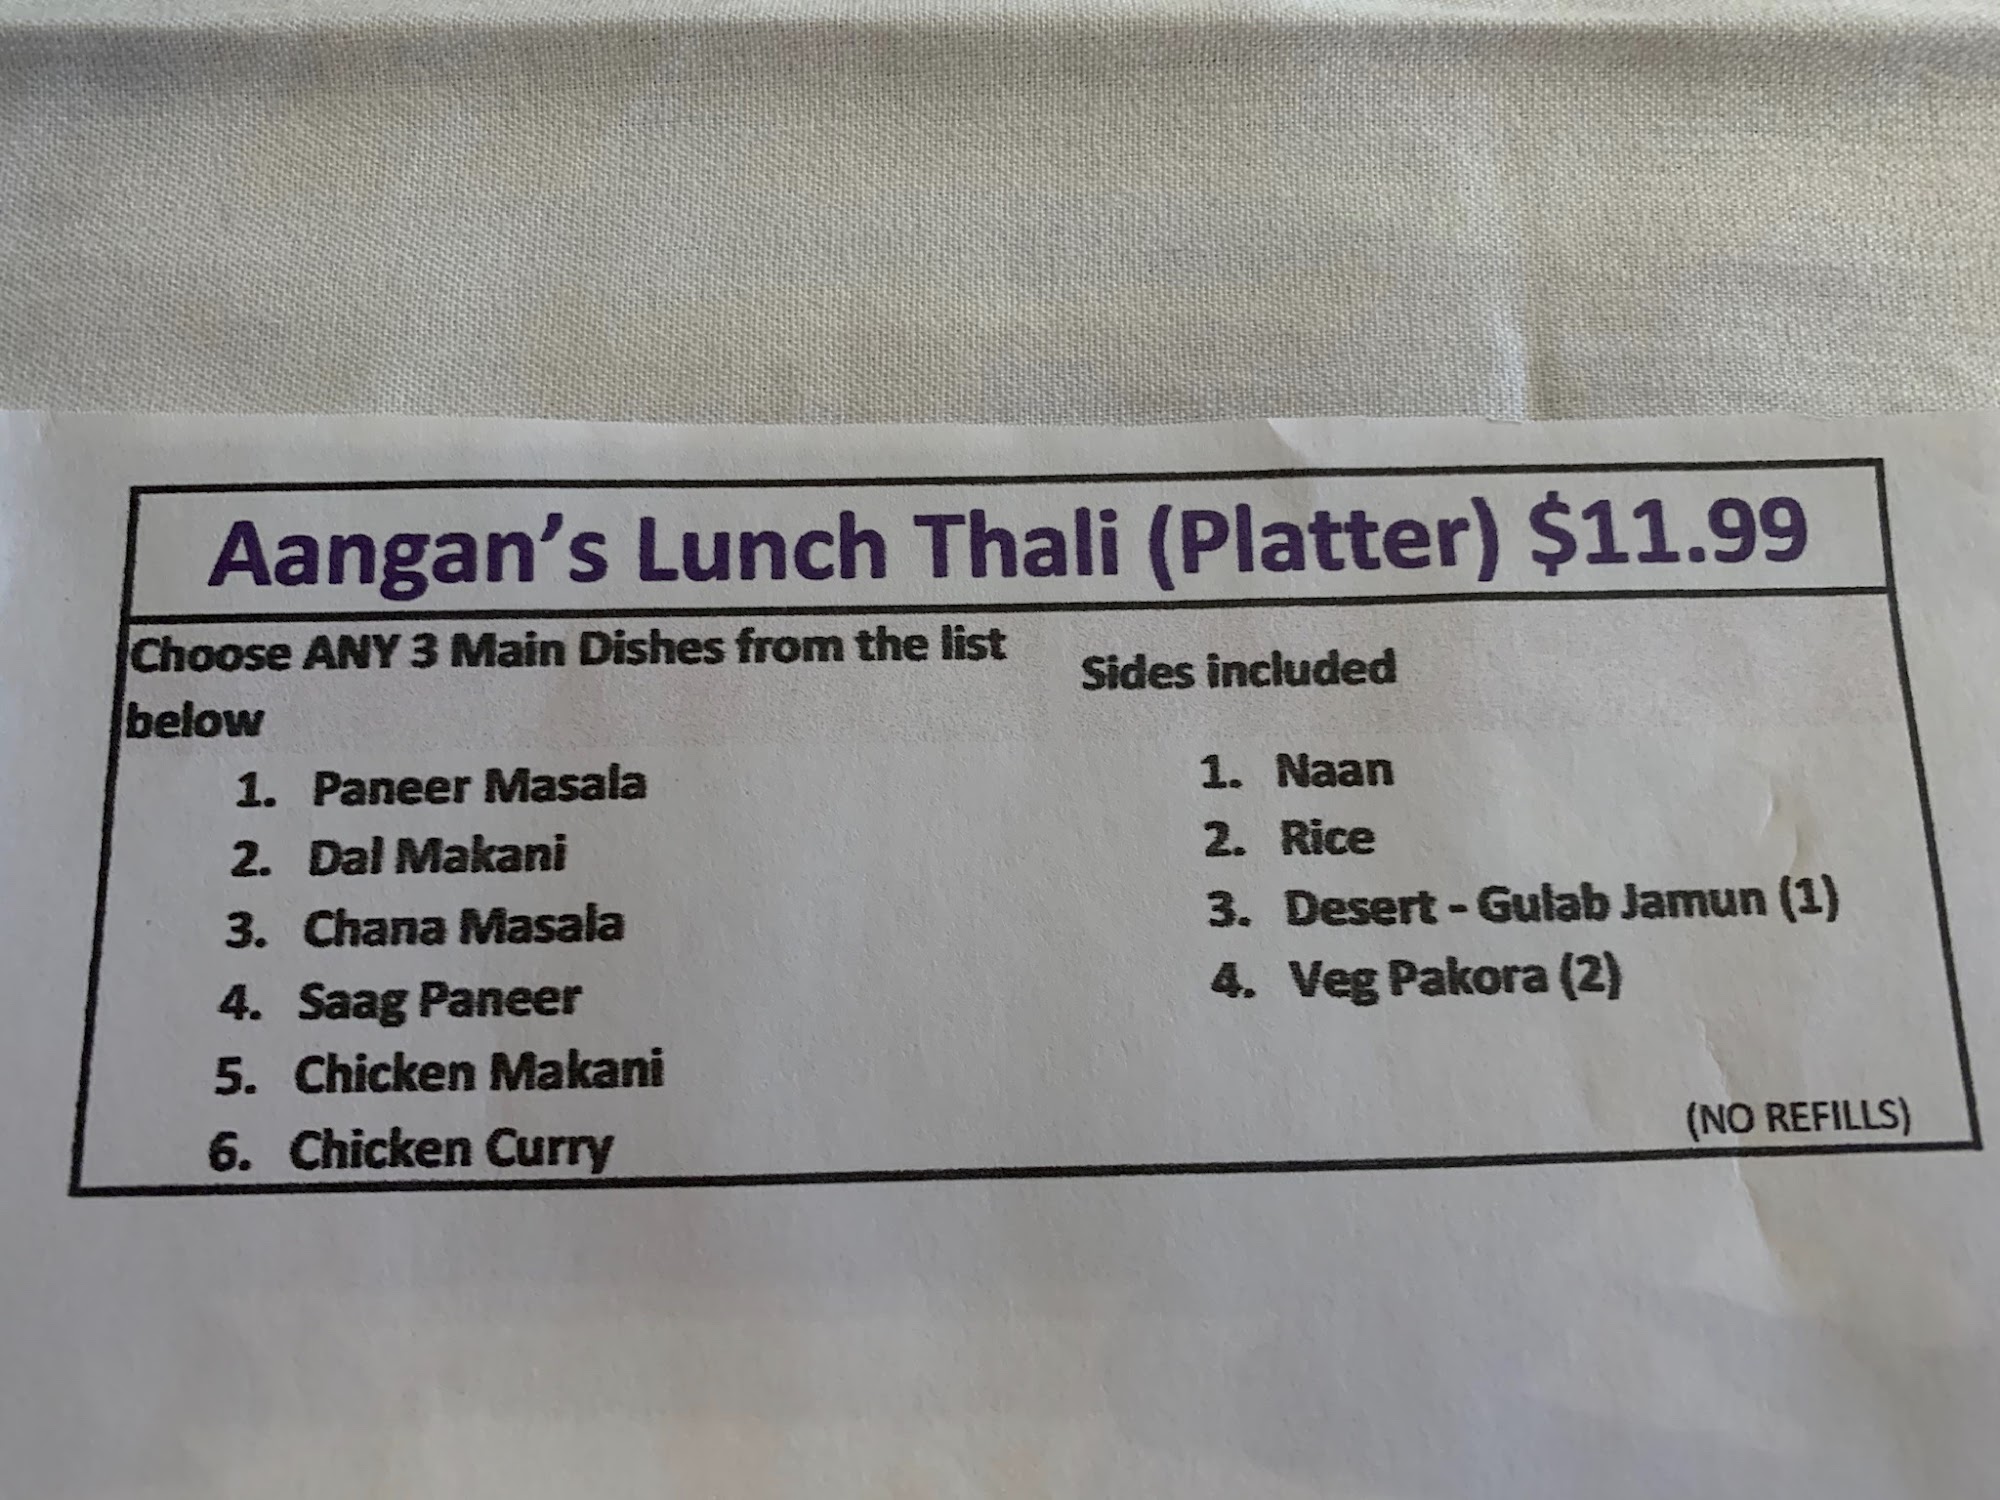 Aangan's Lunch Thali (Platter) $11.99
Choose ANY 3 Main Dishes from the list
below
1. Paneer Masala
2. Dal Makani
3. Chana Masala
4. Saag Paneer
5. Chicken Makani
6. Chicken Curry
Sides included
1. Naan
2. Rice
3. Desert - Gulab Jamun (1)
4. Veg Pakora (2)
(NO REFILLS)